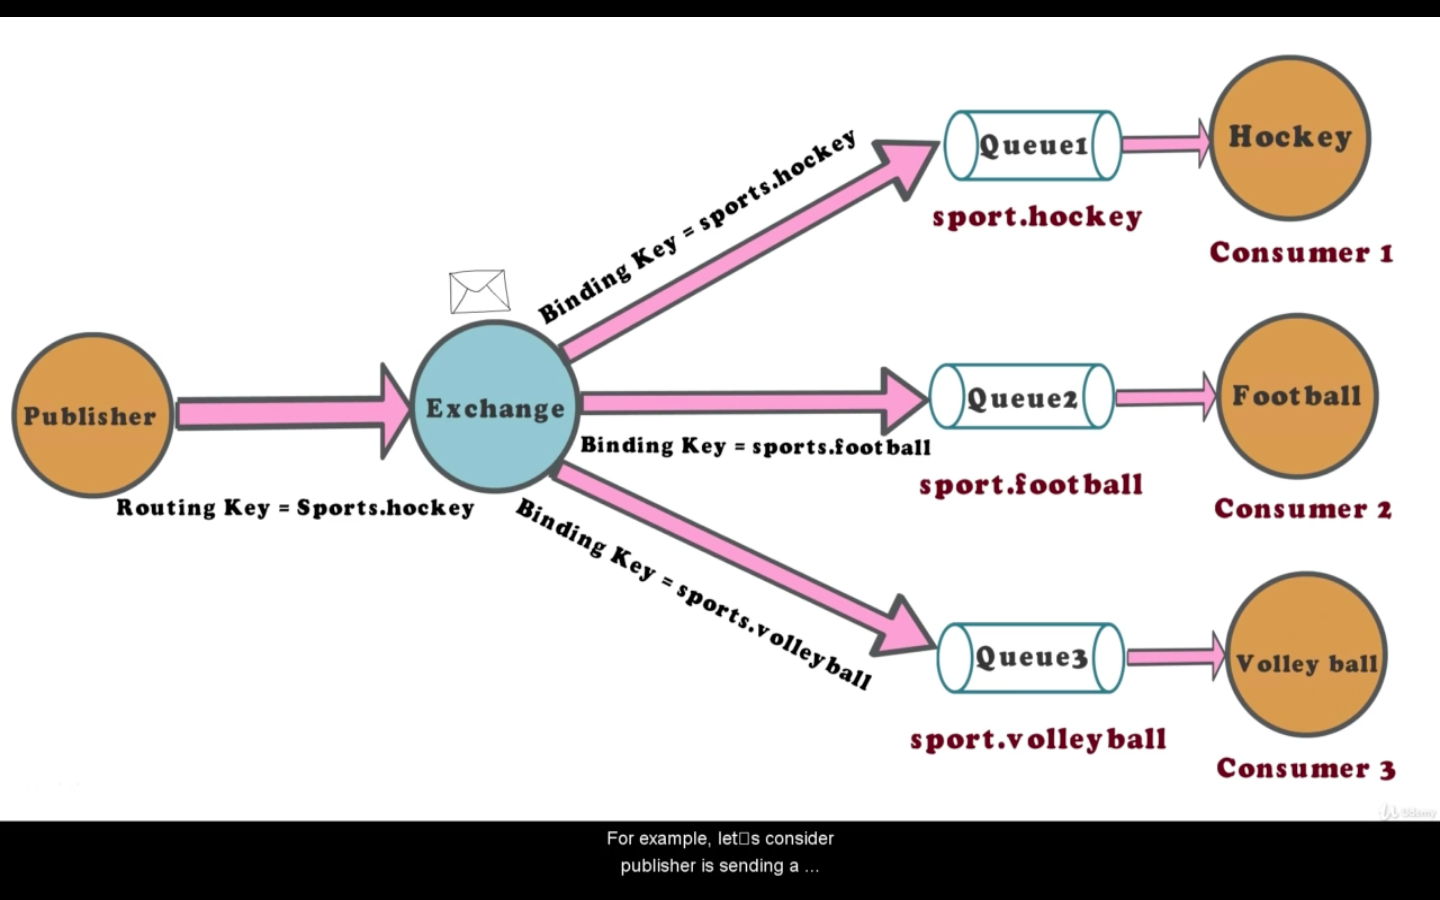 Binding Key = sports.hockey
Queue1
Hockey
sport.hockey
Consumer 1
Publisher
Exchange
Routing Key = Sports.hockey
Binding Key = sports.football
Queue2
Football
sport.football
Consumer 2
Binding Key = sports.volleyball
Queue3
Volley ball
sport.volleyball
Consumer 3
Udemy
For example, let□s consider
publisher is sending a ...